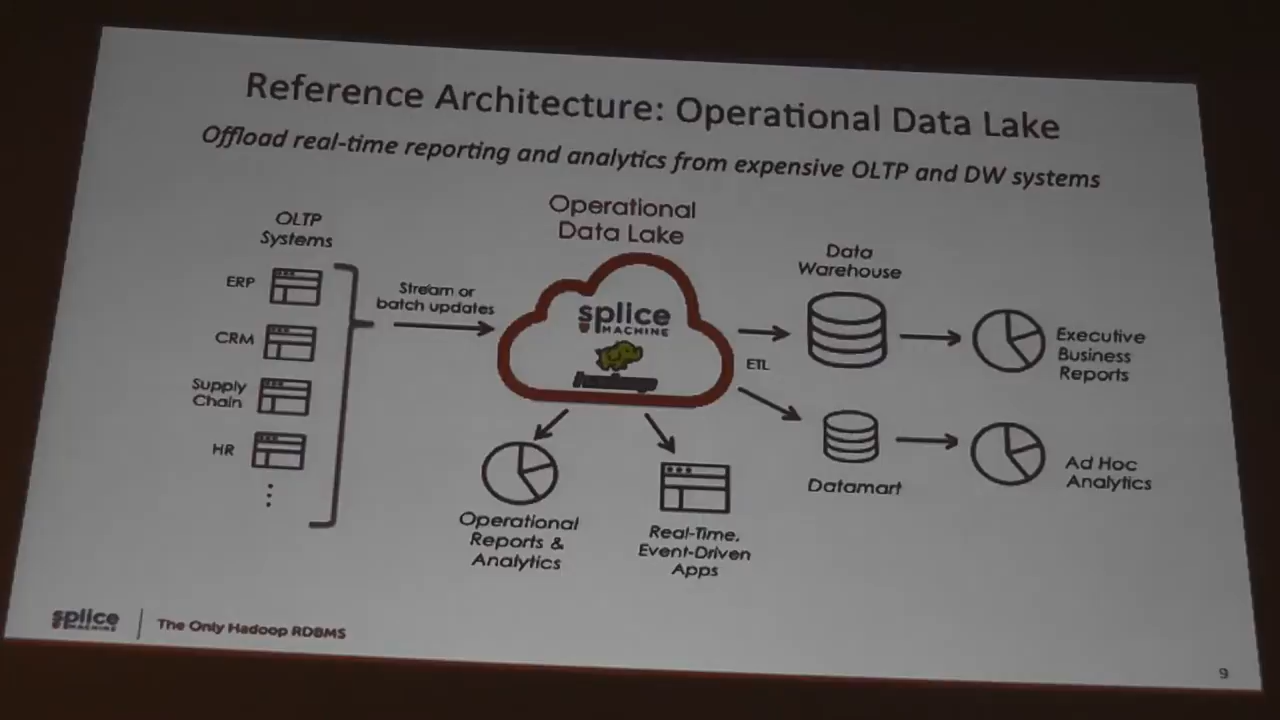 Reference Architecture: Operational Data Lake
Offload real-time reporting and analytics from expensive OLTP and DW systems
OLTP
Systems
ERP
CRM
Supply
Chain
HR
Stream or
batch updates
Operational
Data Lake
splice
MACHINE
hadoop
Operational
Reports &
Analytics
Real-Time,
Event-Driven
Apps
ETL
Data
Warehouse
Datamart
Executive
Business
Reports
Ad Hoc
Analytics
splice
MACHINE
The Only Hadoop RDBMS
9